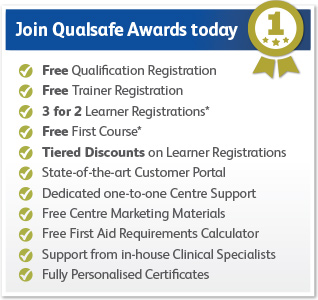 Join Qualsafe Awards today
1
Free Qualification Registration
Free Trainer Registration
3 for 2 Learner Registrations*
Free First Course*
Tiered Discounts on Learner Registrations
State-of-the-art Customer Portal
Dedicated one-to-one Centre Support
Free Centre Marketing Materials
Free First Aid Requirements Calculator
Support from in-house Clinical Specialists
Fully Personalised Certificates